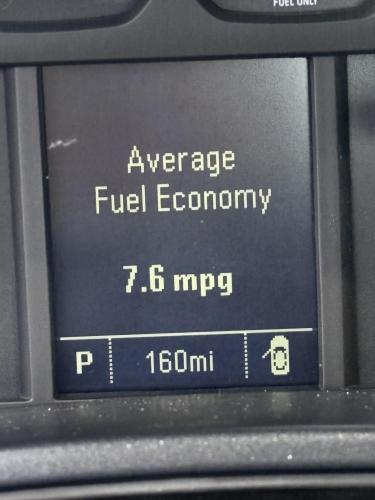 FUEL ONLY
Average
Fuel Economy
7.6 mpg
P 160mi